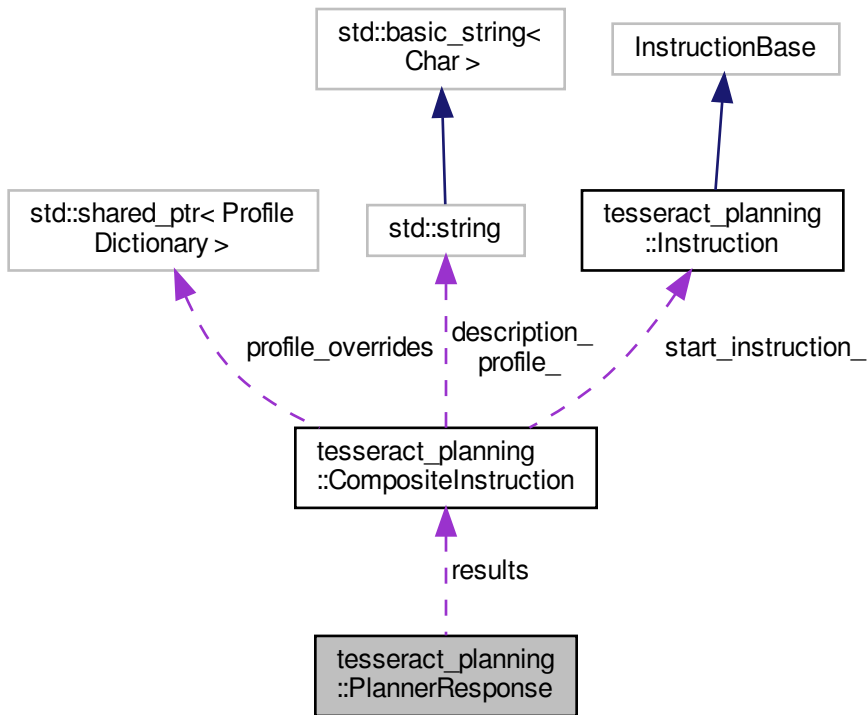 std::basic_string<
Char >
InstructionBase
std::shared_ptr< Profile
Dictionary >
std::string
tesseract_planning
::Instruction
profile_overrides
description_
profile_
start_instruction_
tesseract_planning
::CompositeInstruction
results
tesseract_planning
::PlannerResponse